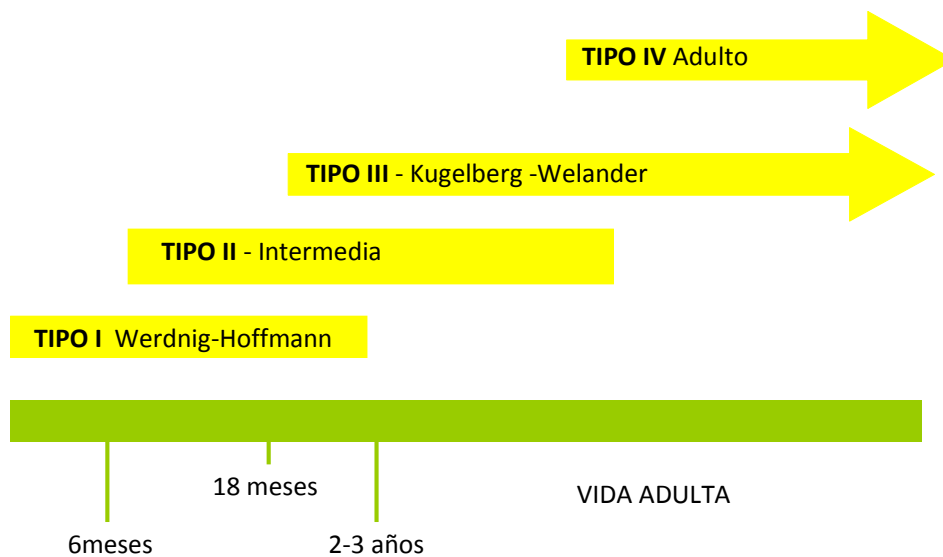 TIPO IV Adulto
TIPO III - Kugelberg -Welander
TIPO II - Intermedia
TIPO I Werdnig-Hoffmann
18 meses
VIDA ADULTA
6meses
2-3 años